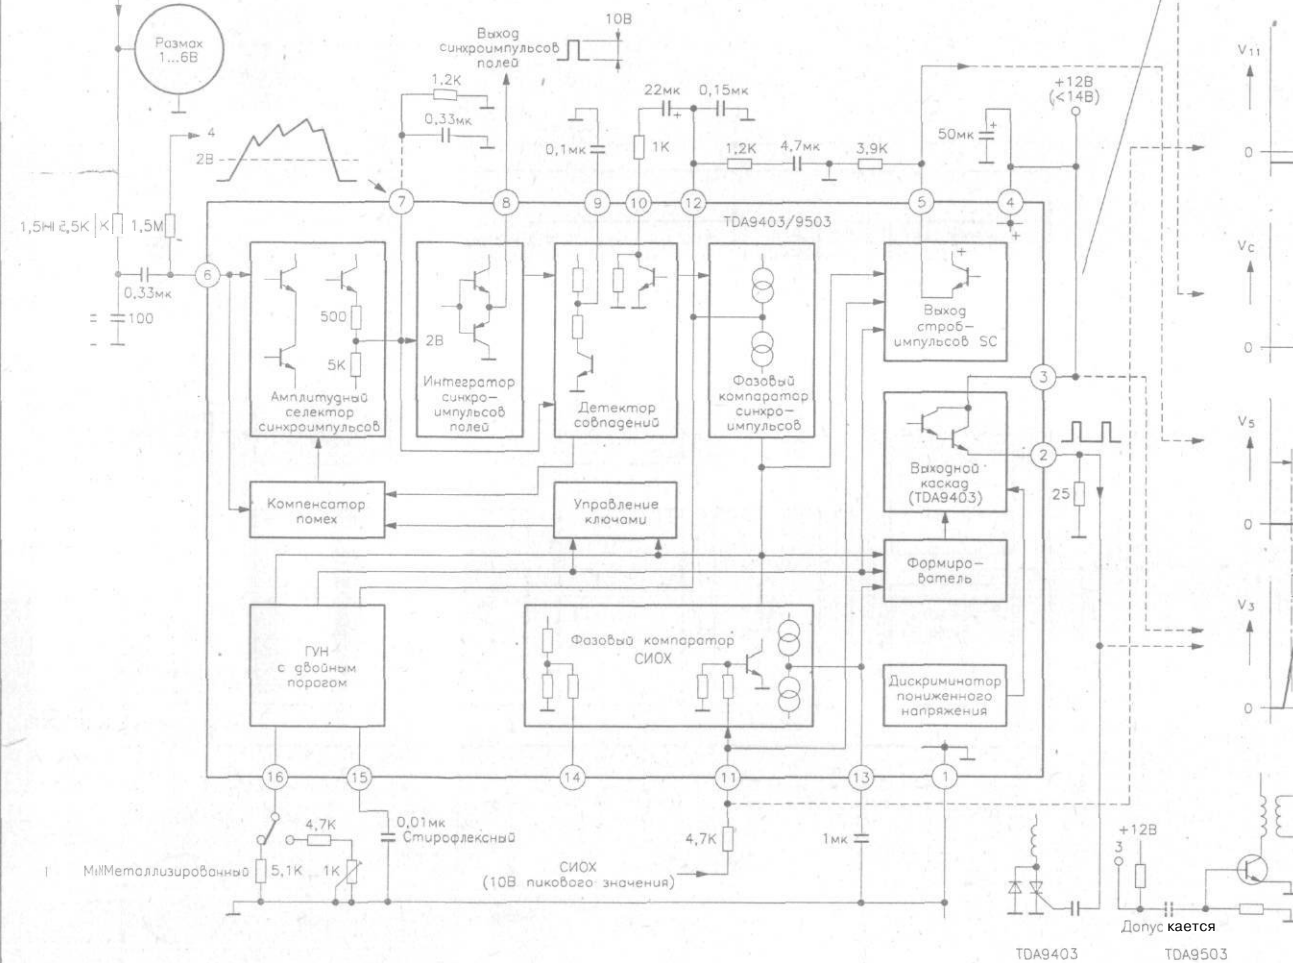 Размах
1...6В
Выход
синхроимпульсов
полей
10В
1.2К
0,33мк
22мк
0,15мк
+12В
(<14В)
50мк
+
V11
0
4
2В
0,1мк
1К
+
1,2К
4,7мк
3,9К
7
8
9
10
12
5
4
TDA9403/9503
+
1,5М
6
0,33мк
100
500
5К
2В
Амплитудный
селектор
синхроимпульсов
Интегратор
синхро-
импульсов
полей
Детектор
совпадений
Фазовый
компаратор
синхро-
импульсов
+
Выход
строб-
импульсов SC
VC
0
3
2
25
Выходной
каскад
(TDA9403)
V5
0
Компенсатор
помех
Управление
ключами
Формиро-
ватель
ГУН
с двойным
порогом
Фазовый компаратор
СИОХ
Дискриминатор
пониженного
напряжения
V3
0
16
15
14
11
13
1
4,7К
0,01мк
Стирофлексный
4,7К
1мк
Металлизированный
5,1К
1К
СИОХ
(10В пикового значения)
+12В
3
Допускается
TDA9403
TDA9503